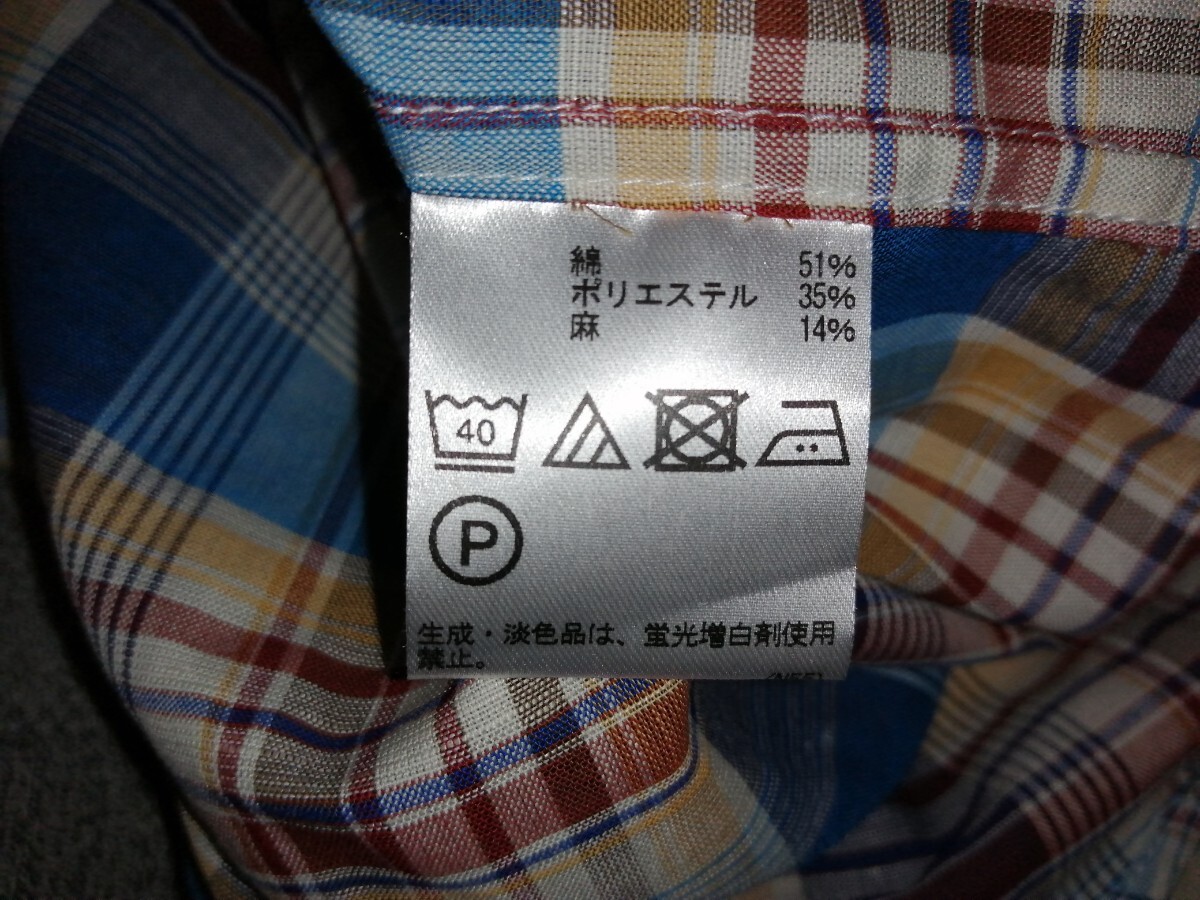 綿 51%
ポリエステル 35%
麻 14%
40
P
生成・淡色品は、蛍光増白剤使用
禁止。